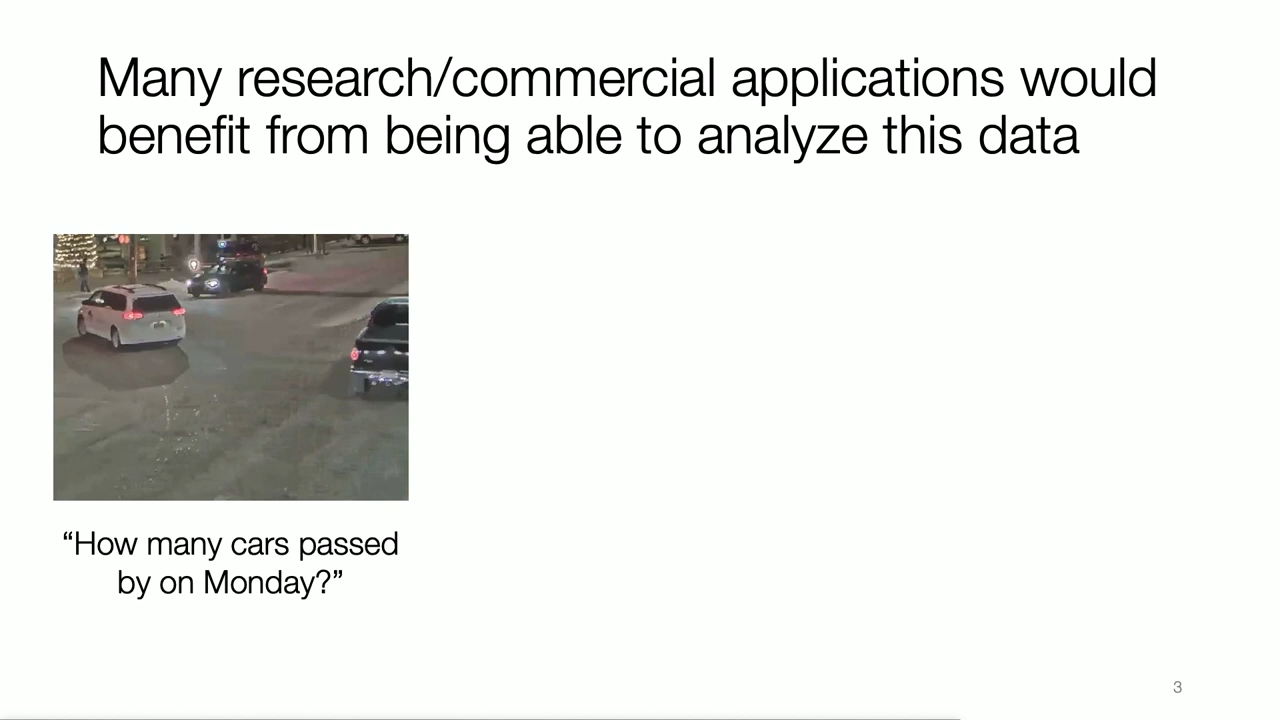 Many research/commercial applications would
benefit from being able to analyze this data
“How many cars passed
by on Monday?”
3